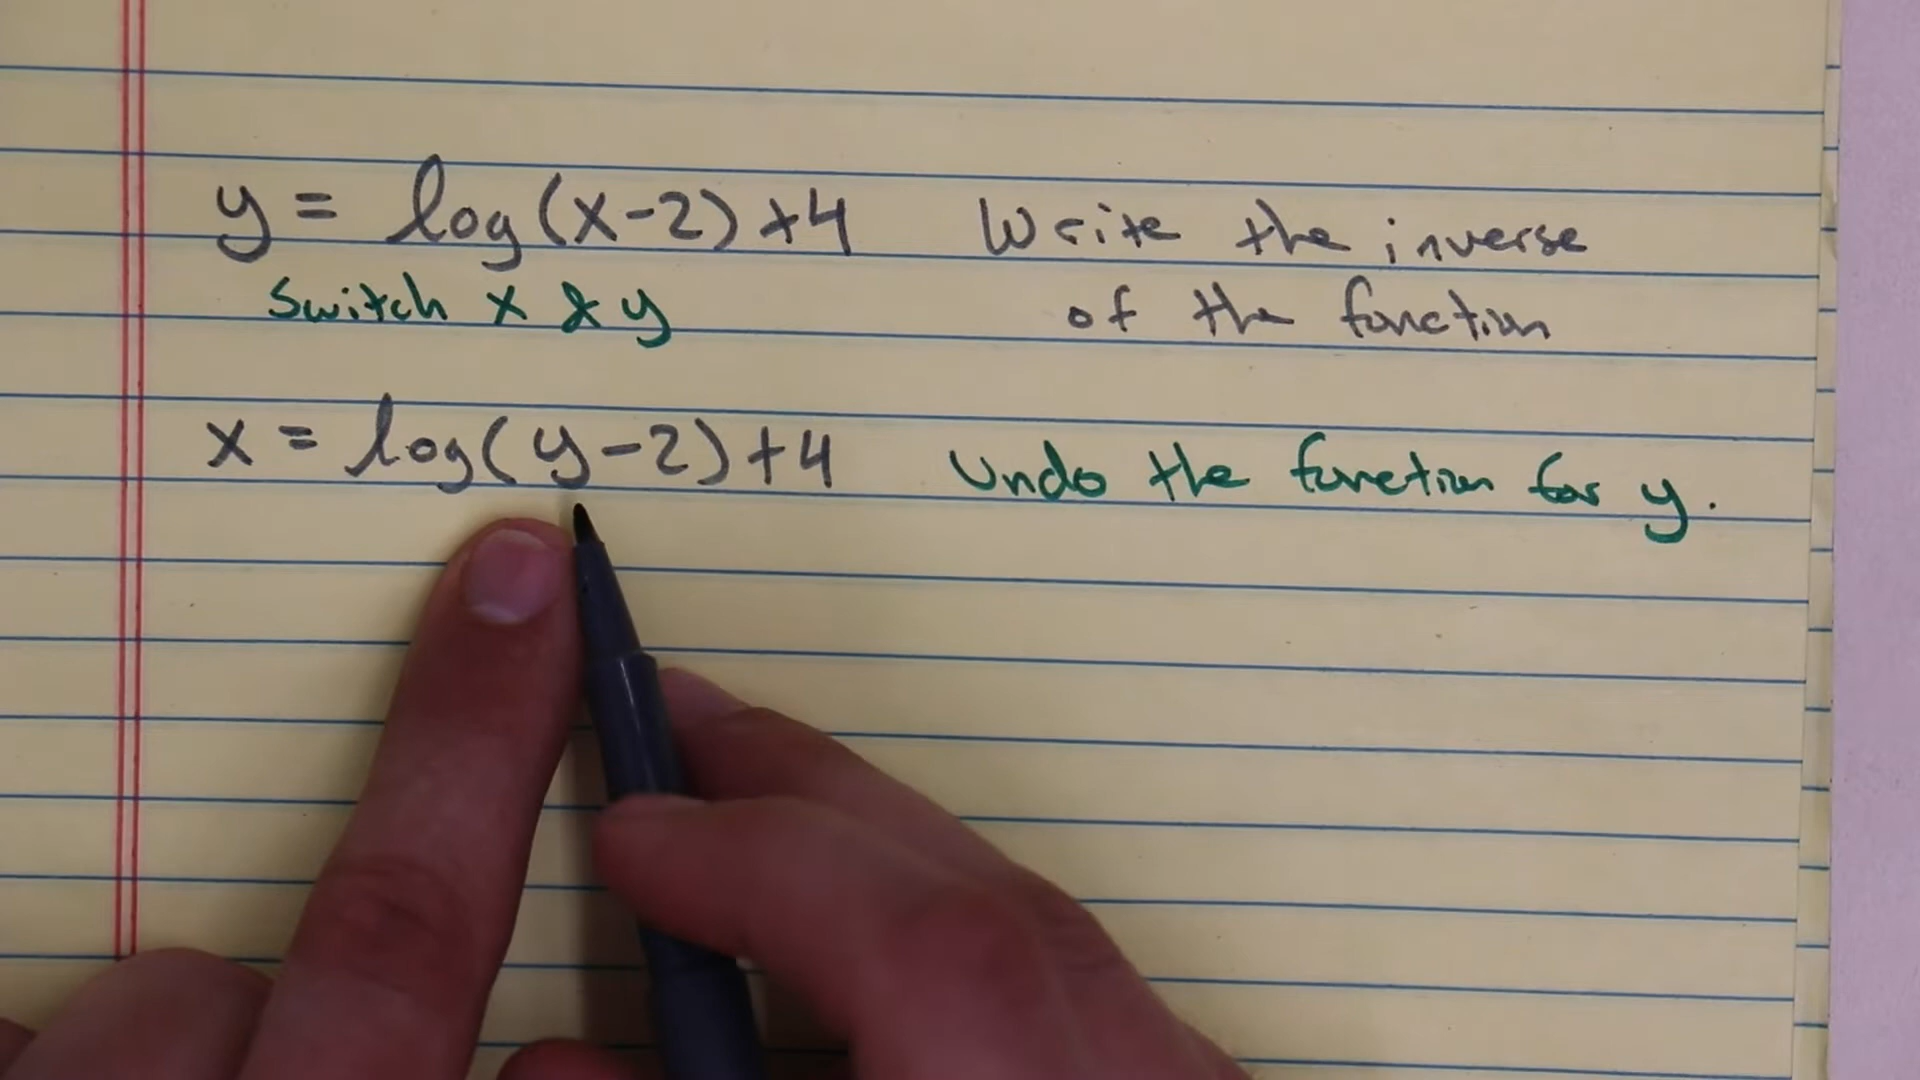 y = log(x-2)+4 Write the inverse
Switch x & y of the function
x = log(y-2)+4 Undo the function for y.